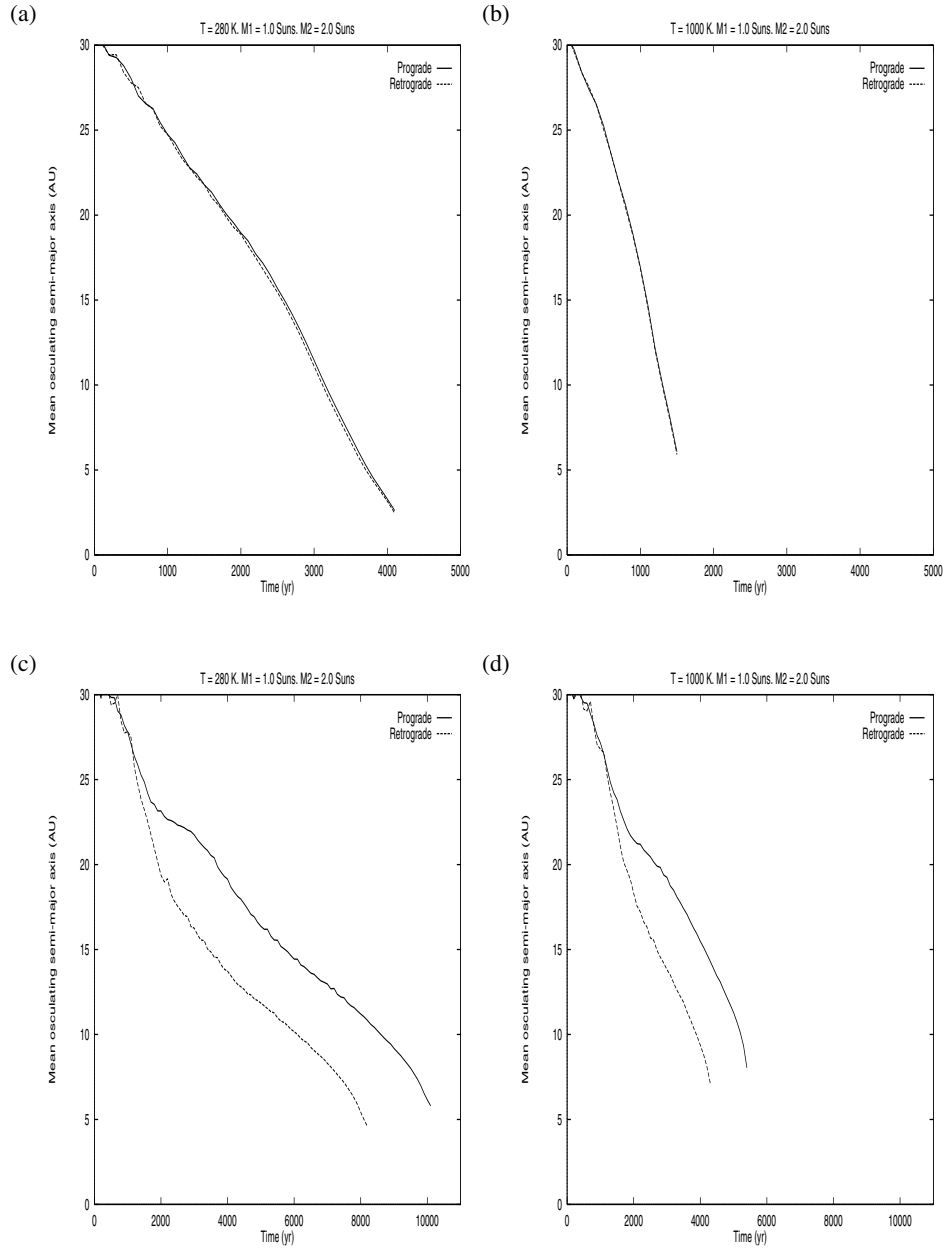 (a)
T = 280 K. M1 = 1.0 Suns. M2 = 2.0 Suns
Prograde
Retrograde
Mean osculating semi-major axis (AU)
30
25
20
15
10
5
0
0 1000 2000 3000 4000 5000
Time (yr)
(b)
T = 1000 K. M1 = 1.0 Suns. M2 = 2.0 Suns
Prograde
Retrograde
Mean osculating semi-major axis (AU)
30
25
20
15
10
5
0
0 1000 2000 3000 4000 5000
Time (yr)
(c)
T = 280 K. M1 = 1.0 Suns. M2 = 2.0 Suns
Prograde
Retrograde
Mean osculating semi-major axis (AU)
30
25
20
15
10
5
0
0 2000 4000 6000 8000 10000
Time (yr)
(d)
T = 1000 K. M1 = 1.0 Suns. M2 = 2.0 Suns
Prograde
Retrograde
Mean osculating semi-major axis (AU)
30
25
20
15
10
5
0
0 2000 4000 6000 8000 10000
Time (yr)